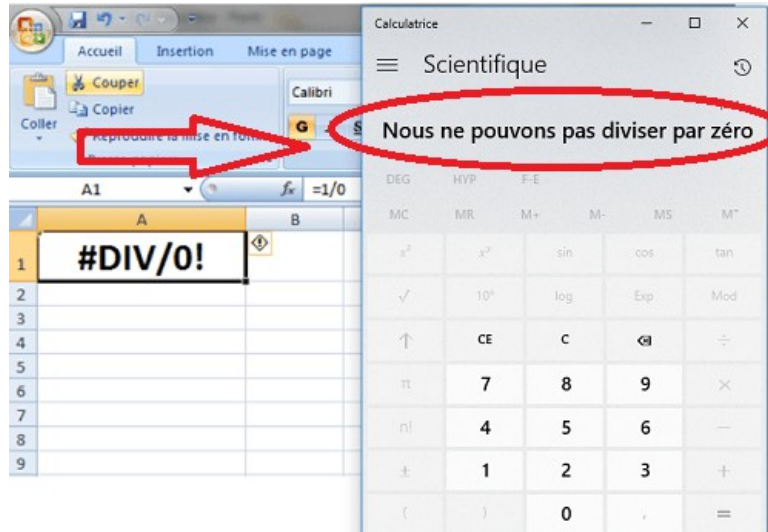 Accueil Insertion Mise en page
Couper
Copier
Coller
Reproduire la mise en
Calibri
G
A1
fx =1/0
A B
1 #DIV/0!
2
3
4
5
6
7
8
9
Calculatrice
Scientifique
Nous ne pouvons pas diviser par zéro
DEG HYP F-E
MC MR M+ M- MS M˅
x² xʸ sin cos tan
√ 10ˣ log Exp Mod
↑ CE C ⌫ ÷
π 7 8 9 ×
n! 4 5 6 —
± 1 2 3 +
( ) 0 , =